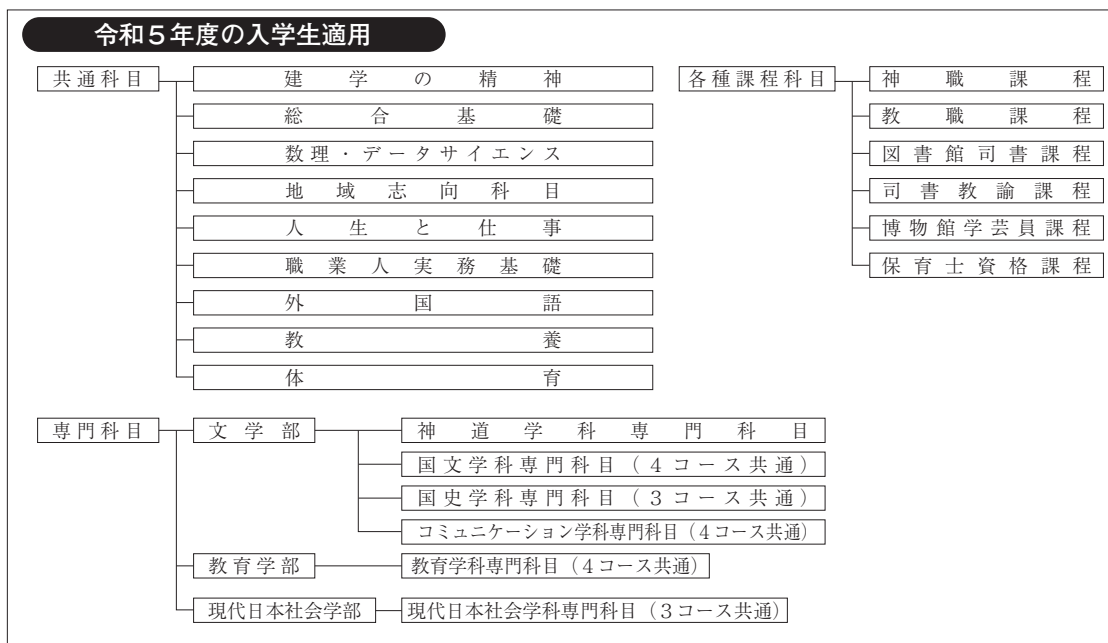 令和５年度の入学生適用
共通科目
建学の精神
総合基礎
数理・データサイエンス
地域志向科目
人生と仕事
職業人実務基礎
外国語
教養
体育
各種課程科目
神職課程
教職課程
図書館司書課程
司書教諭課程
博物館学芸員課程
保育士資格課程
専門科目
文学部
神道学科専門科目
国文学科専門科目（４コース共通）
国史学科専門科目（３コース共通）
コミュニケーション学科専門科目（４コース共通）
教育学部
教育学科専門科目（４コース共通）
現代日本社会学部
現代日本社会学科専門科目（３コース共通）